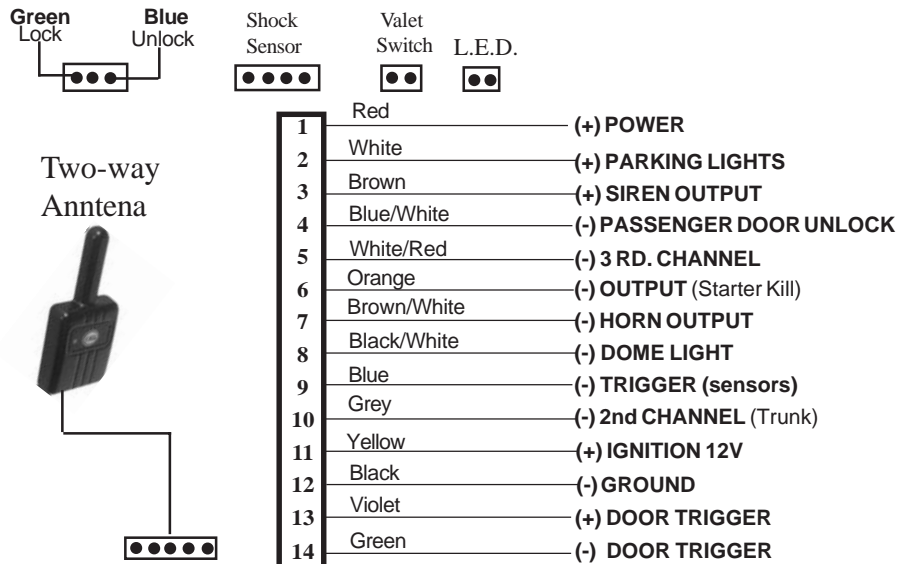 Green Lock
Blue Unlock
Shock Sensor
Valet Switch
L.E.D.
Two-way
Anntena
1 Red (+) POWER
2 White (+) PARKING LIGHTS
3 Brown (+) SIREN OUTPUT
4 Blue/White (-) PASSENGER DOOR UNLOCK
5 White/Red (-) 3 RD. CHANNEL
6 Orange (-) OUTPUT (Starter Kill)
7 Brown/White (-) HORN OUTPUT
8 Black/White (-) DOME LIGHT
9 Blue (-) TRIGGER (sensors)
10 Grey (-) 2nd CHANNEL (Trunk)
11 Yellow (+) IGNITION 12V
12 Black (-) GROUND
13 Violet (+) DOOR TRIGGER
14 Green (-) DOOR TRIGGER